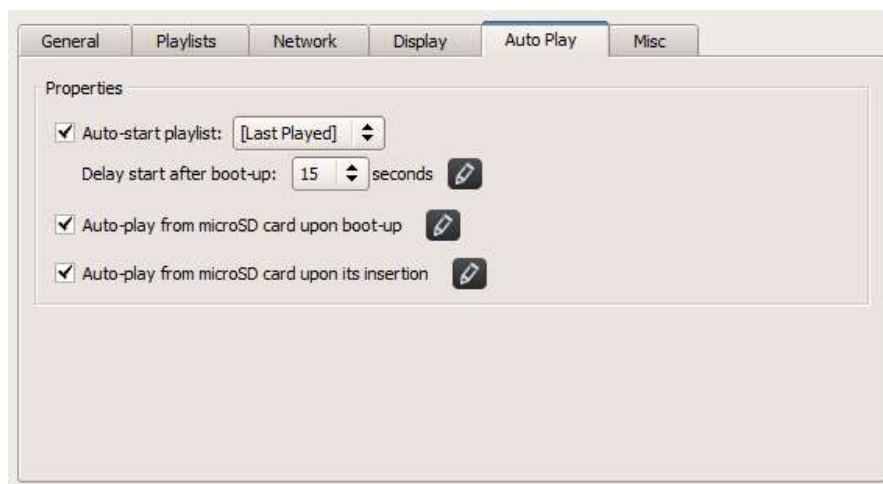 General Playlists Network Display Auto Play Misc
Properties
Auto-start playlist: [Last Played]
Delay start after boot-up: 15 seconds
Auto-play from microSD card upon boot-up
Auto-play from microSD card upon its insertion